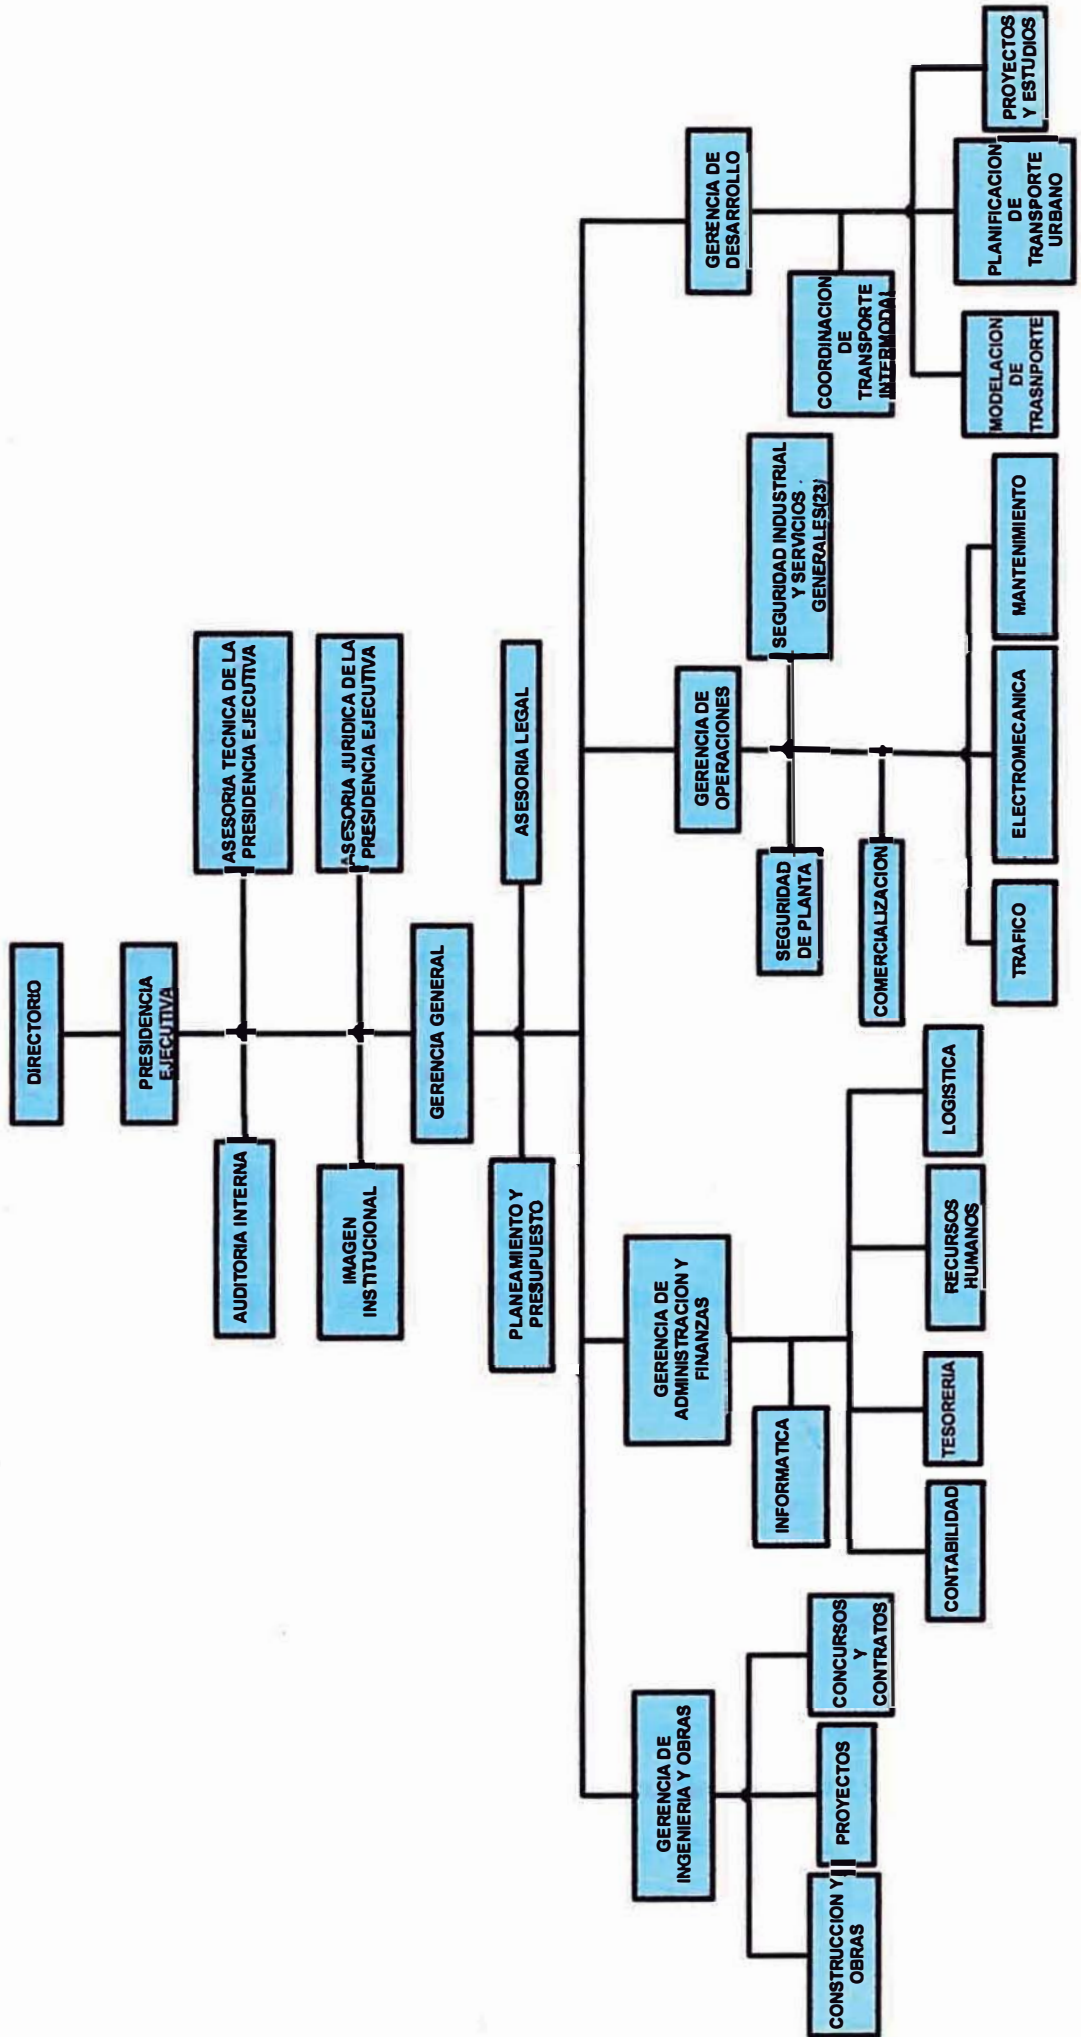 DIRECTORIO
PRESIDENCIA
EJECUTIVA
AUDITORIA INTERNA
ASESORIA TECNICA DE LA
PRESIDENCIA EJECUTIVA
IMAGEN
INSTITUCIONAL
ASESORIA JURIDICA DE LA
PRESIDENCIA EJECUTIVA
GERENCIA GENERAL
PLANEAMIENTO Y
PRESUPUESTO
ASESORIA LEGAL
GERENCIA DE
INGENIERIA Y OBRAS
CONSTRUCCION Y
OBRAS
PROYECTOS
CONCURSOS
Y
CONTRATOS
GERENCIA DE
ADMINISTRACION Y
FINANZAS
INFORMATICA
CONTABILIDAD
TESORERIA
RECURSOS
HUMANOS
LOGISTICA
GERENCIA DE
OPERACIONES
SEGURIDAD
DE PLANTA
SEGURIDAD INDUSTRIAL
Y SERVICIOS
GENERALES(23)
COMERCIALIZACION
TRAFICO
ELECTROMECANICA
MANTENIMIENTO
GERENCIA DE
DESARROLLO
COORDINACION
DE
TRANSPORTE
INTERMODAL
MODELACION
DE
TRASNPORTE
PLANIFICACION
DE
TRANSPORTE
URBANO
PROYECTOS
Y ESTUDIOS